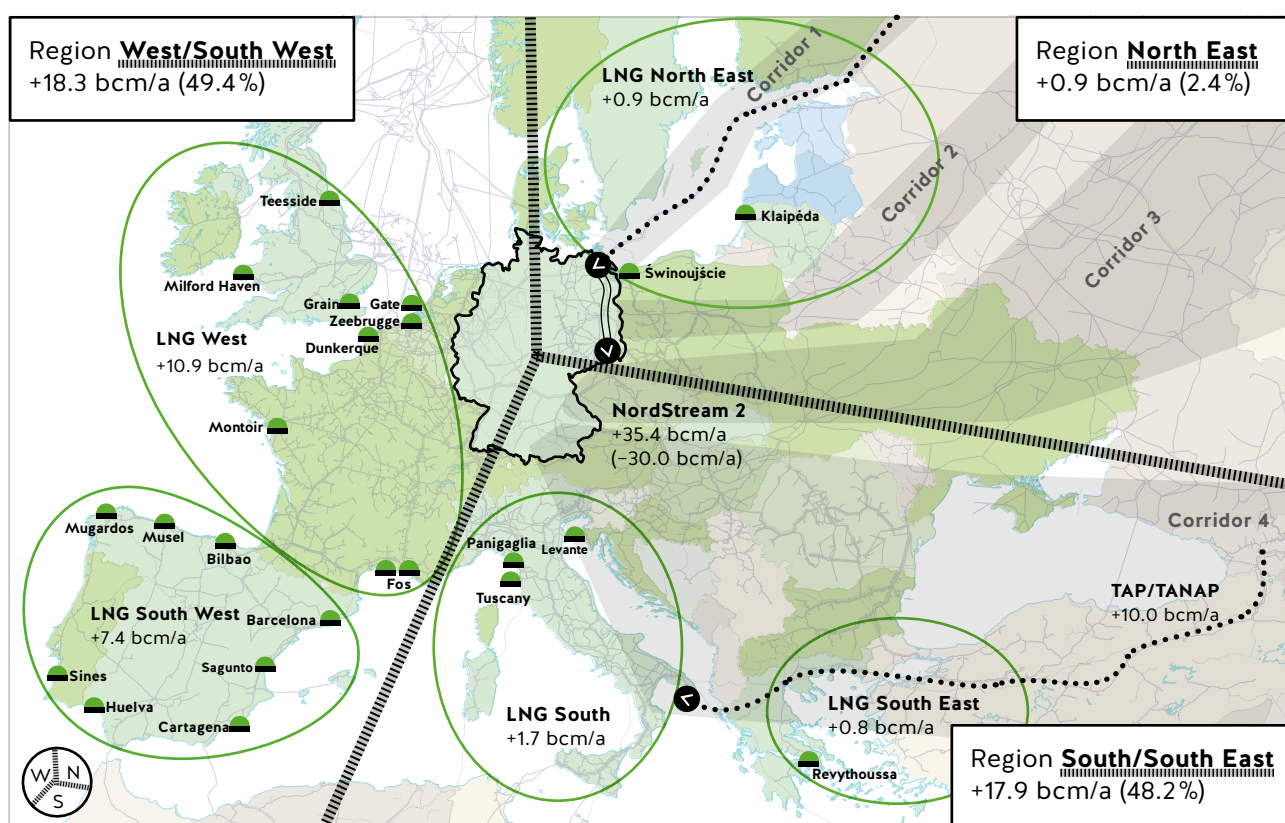 Region West/South West
+18.3 bcm/a (49.4%)
Region North East
+0.9 bcm/a (2.4%)
Corridor 1
LNG North East
+0.9 bcm/a
Corridor 2
Corridor 3
Teesside
Klaipėda
Milford Haven
Świnoujście
Grain
Gate
Zeebrugge
Dunkerque
LNG West
+10.9 bcm/a
NordStream 2
+35.4 bcm/a
(−30.0 bcm/a)
Montoir
Mugardos
Musel
Bilbao
Fos
Panigaglia
Levante
Tuscany
Corridor 4
TAP/TANAP
+10.0 bcm/a
LNG South West
+7.4 bcm/a
Barcelona
Sagunto
Sines
Huelva
Cartagena
LNG South
+1.7 bcm/a
LNG South East
+0.8 bcm/a
Revythoussa
Region South/South East
+17.9 bcm/a (48.2%)
W N
S